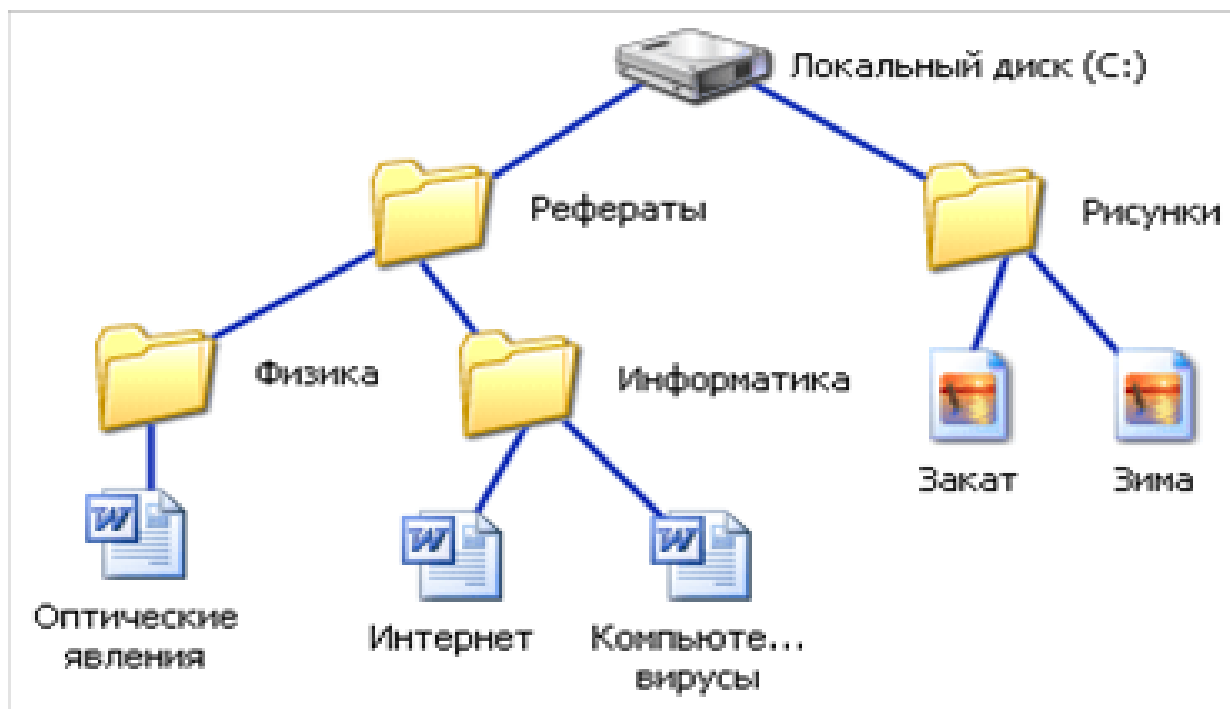 Локальный диск (C:)
Рефераты
Рисунки
Физика
Информатика
Закат
Зима
Оптические
явления
Интернет
Компьюте...
вирусы